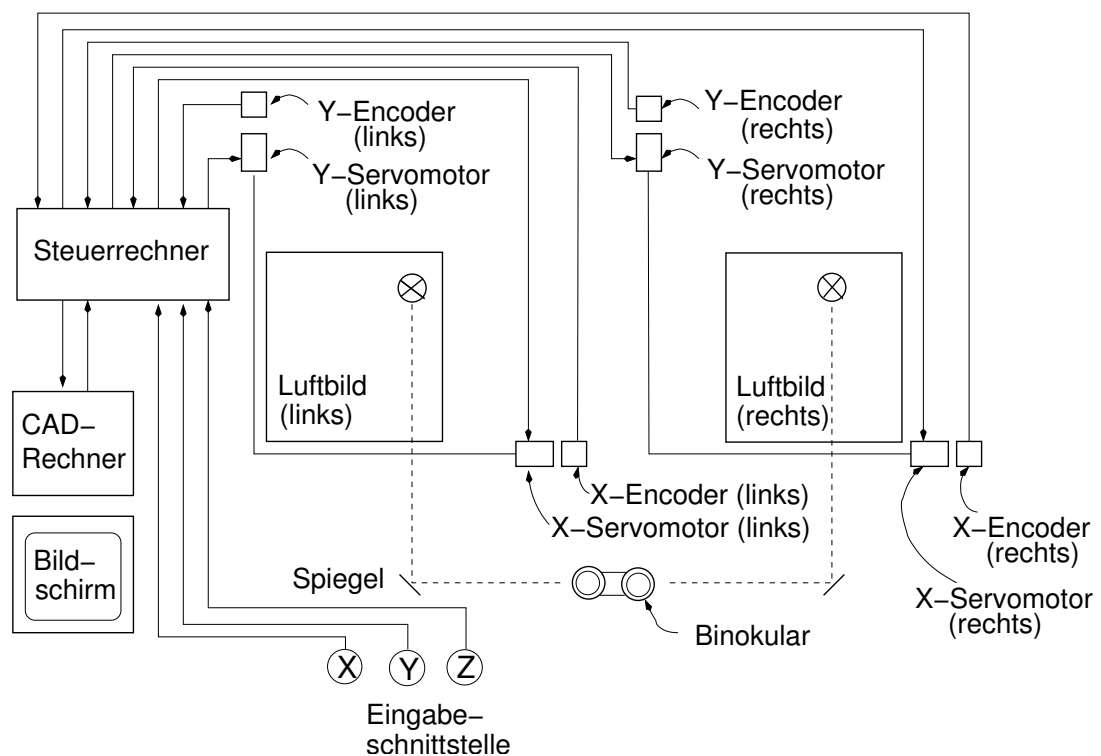 Y–Encoder
(links)
Y–Servomotor
(links)
Y–Encoder
(rechts)
Y–Servomotor
(rechts)
Steuerrechner
Luftbild
(links)
Luftbild
(rechts)
CAD–
Rechner
X–Encoder (links)
X–Servomotor (links)
X–Encoder
(rechts)
X–Servomotor
(rechts)
Bild–
schirm
Spiegel
Binokular
X
Y
Z
Eingabe–
schnittstelle